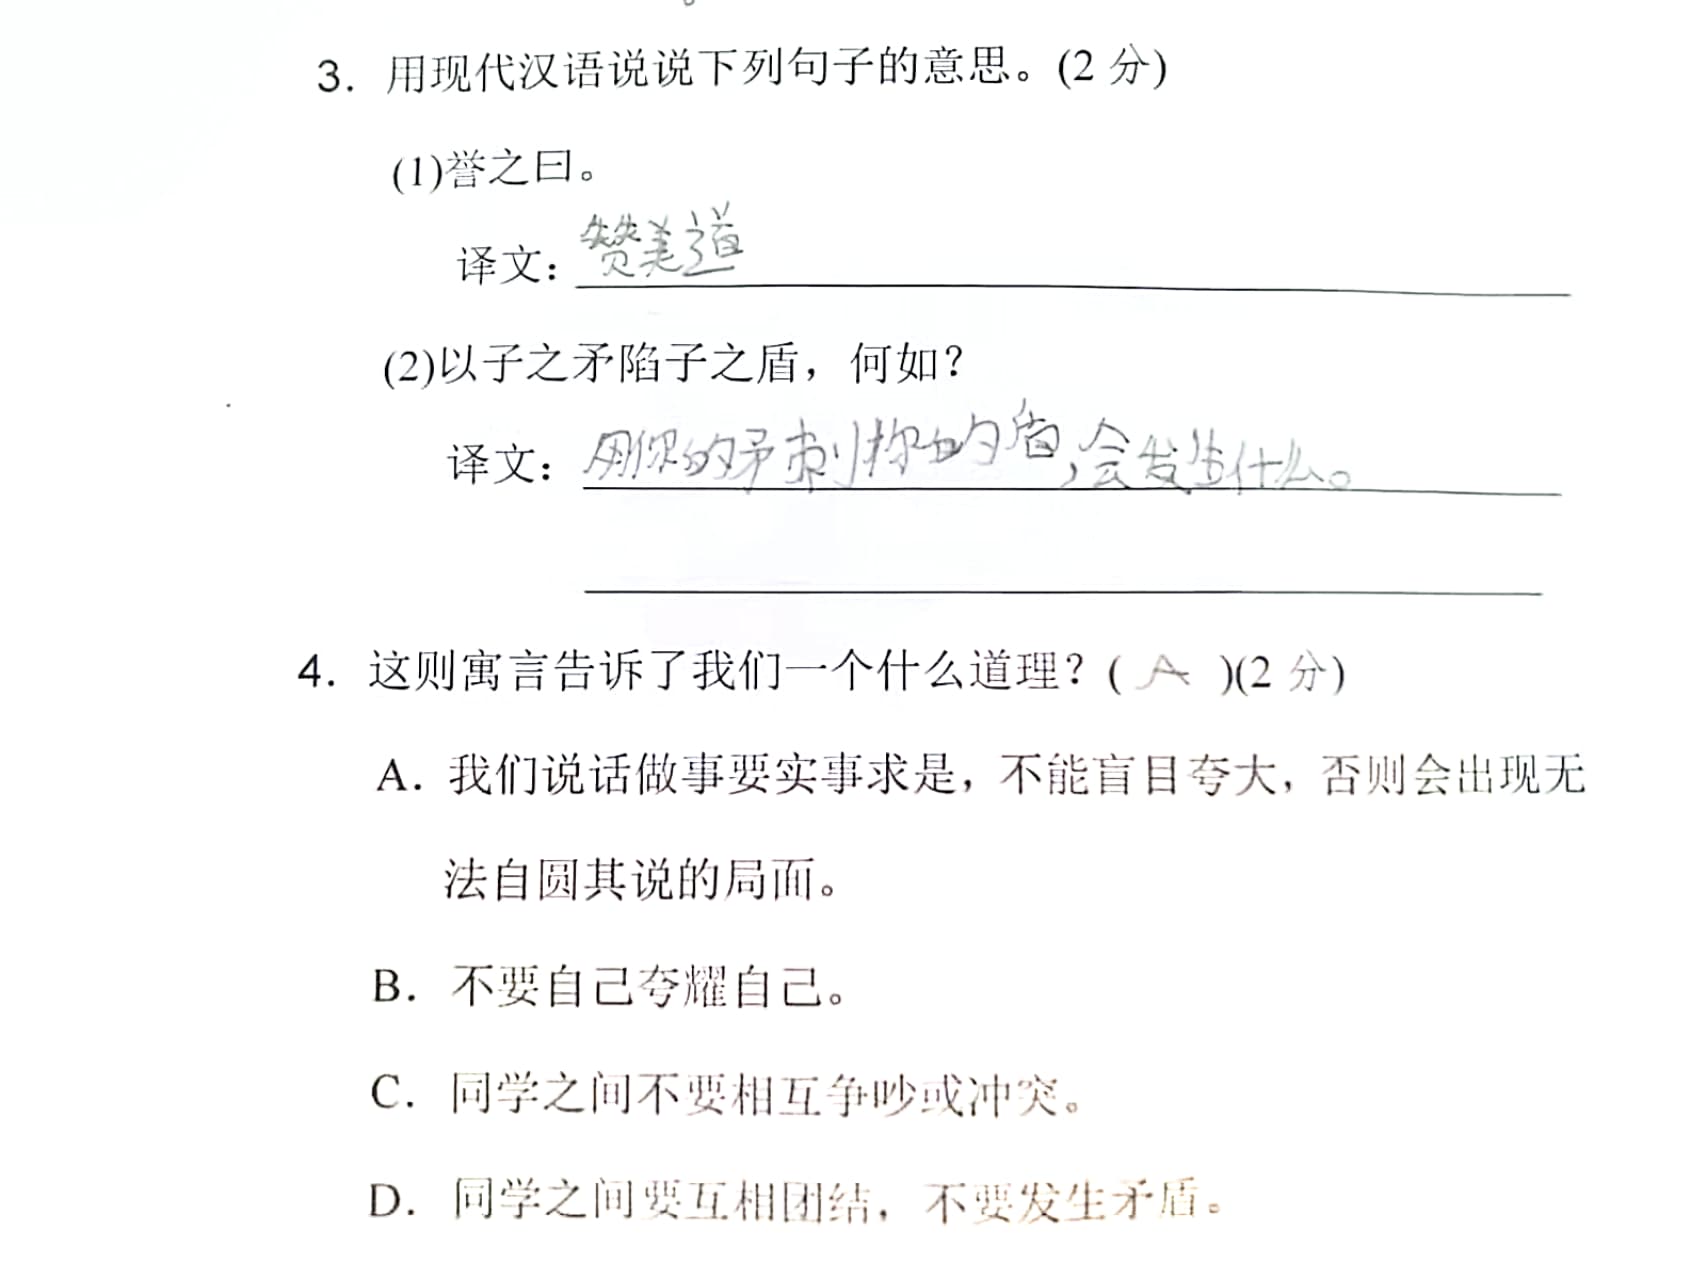 3. 用现代汉语说说下列句子的意思。(2 分)
(1)誉之曰。
译文：赞美道
(2)以子之矛陷子之盾，何如？
译文：用你的矛刺你的盾，会发生什么。
4. 这则寓言告诉了我们一个什么道理？( A )(2 分)
A. 我们说话做事要实事求是，不能盲目夸大，否则会出现无
法自圆其说的局面。
B. 不要自己夸耀自己。
C. 同学之间不要相互争吵或冲突。
D. 同学之间要互相团结，不要发生矛盾。